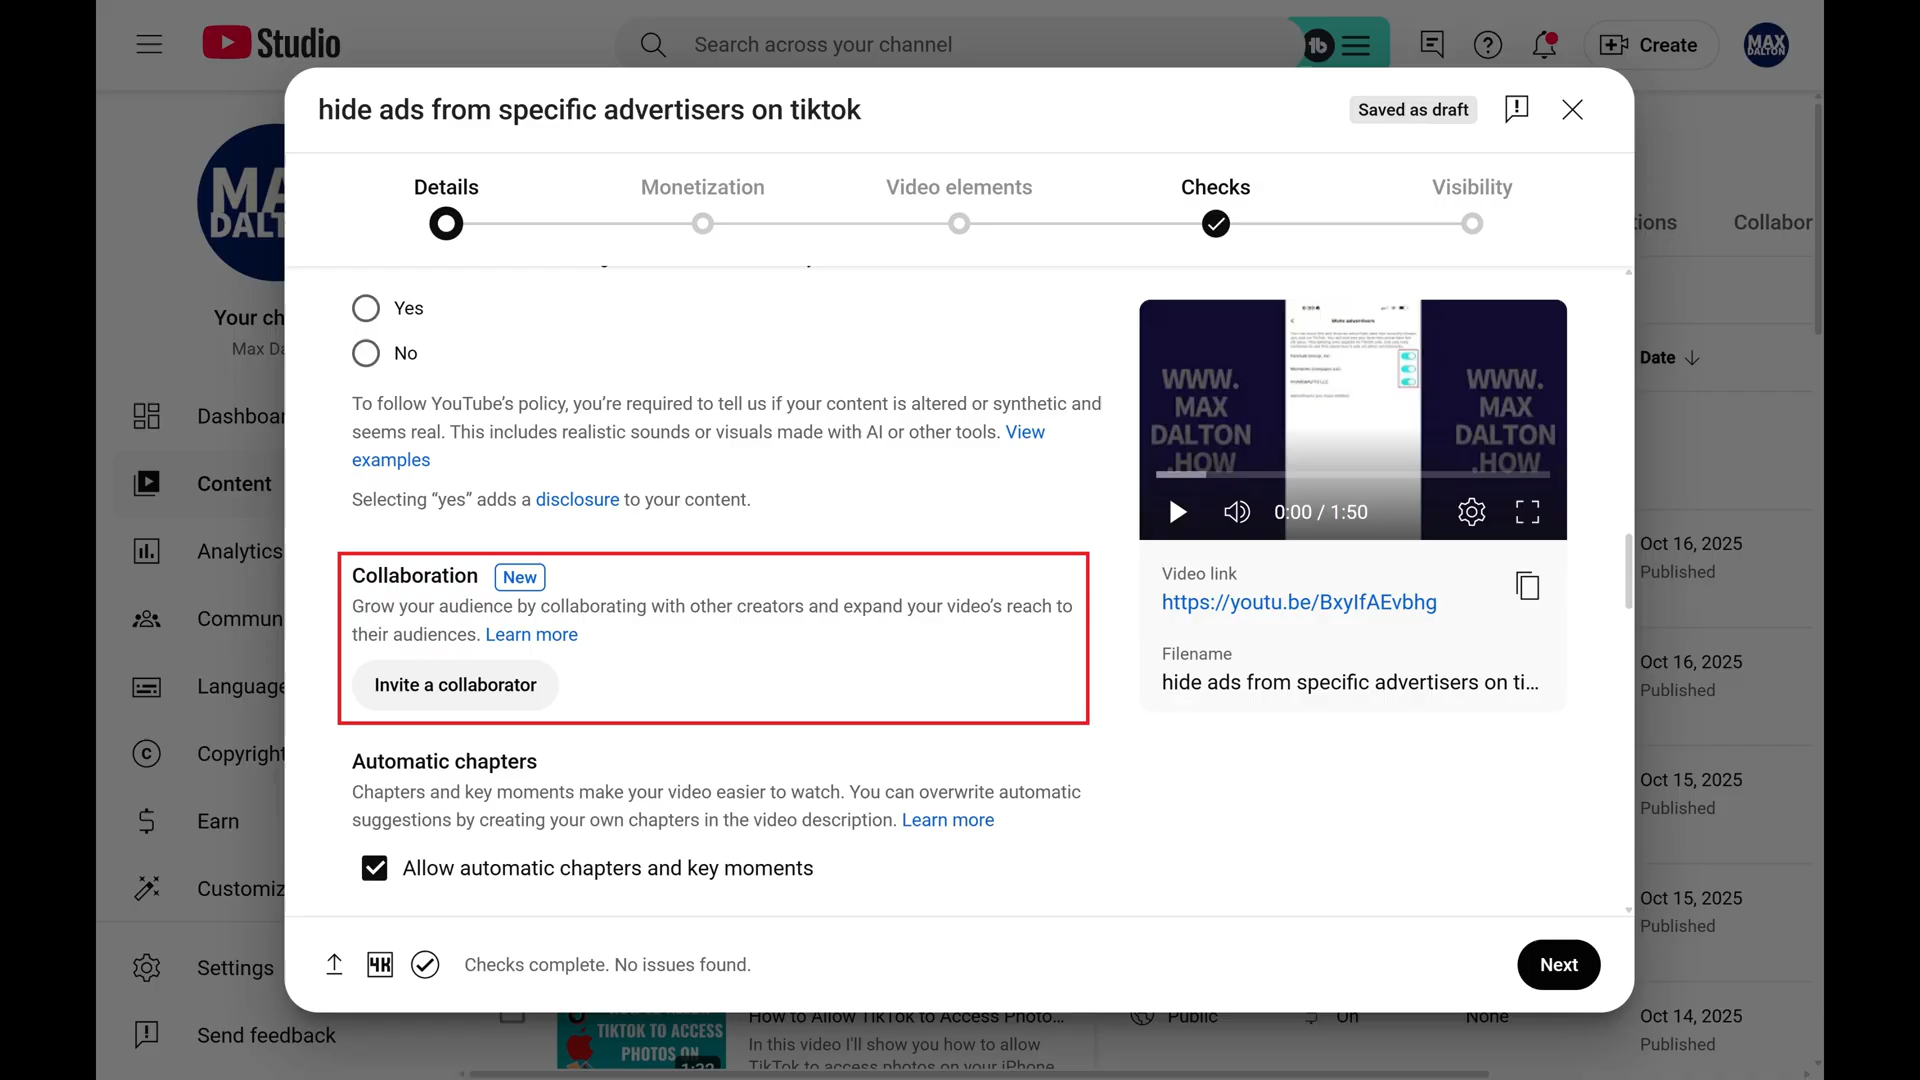 Studio
Search across your channel
Create
MAX
DALTON
hide ads from specific advertisers on tiktok
Saved as draft
Details
Monetization
Video elements
Checks
Visibility
Collabor
Yes
No
To follow YouTube’s policy, you’re required to tell us if your content is altered or synthetic and
seems real. This includes realistic sounds or visuals made with AI or other tools. View
examples
Selecting “yes” adds a disclosure to your content.
Collaboration New
Grow your audience by collaborating with other creators and expand your video’s reach to
their audiences. Learn more
Invite a collaborator
Automatic chapters
Chapters and key moments make your video easier to watch. You can overwrite automatic
suggestions by creating your own chapters in the video description. Learn more
Allow automatic chapters and key moments
Mute advertisers
WWW.
MAX
DALTON
.HOW
WWW.
MAX
DALTON
.HOW
0:00 / 1:50
Video link
https://youtu.be/BxyIfAEvbhg
Filename
hide ads from specific advertisers on ti...
4K
Checks complete. No issues found.
Next
Your ch
Max Da
Dashboar
Content
Analytics
Commun
Language
Copyright
Earn
Customiz
Settings
Send feedback
Date
Oct 16, 2025
Published
Oct 16, 2025
Published
Oct 15, 2025
Published
Oct 15, 2025
Published
Oct 14, 2025
Published
TIKTOK TO ACCESS
PHOTOS ON
How to Allow TikTok to Access Photo...
In this video I'll show you how to allow
TikTok to access photos on your iPhone
Public
On
None